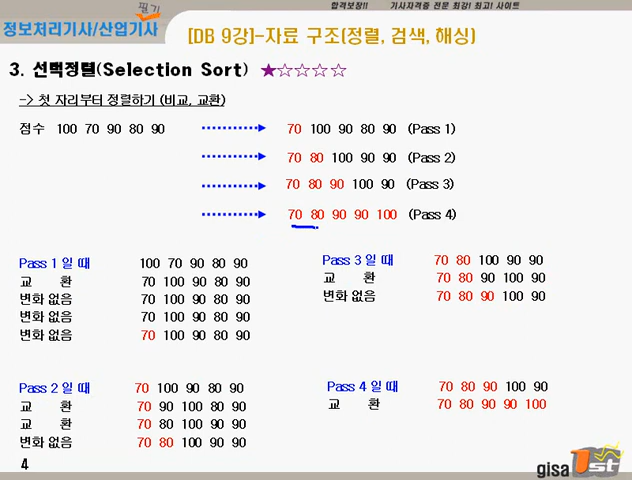 합격보장!! 기사자격증 전문 최강! 최고! 사이트
필기
정보처리기사/산업기사
[DB 9강]-자료 구조(정렬, 검색, 해싱)
3. 선택정렬(Selection Sort) ★☆☆☆☆
-> 첫 자리부터 정렬하기 (비교, 교환)
점수 100 70 90 80 90 70 100 90 80 90 (Pass 1)
70 80 100 90 90 (Pass 2)
70 80 90 100 90 (Pass 3)
70 80 90 90 100 (Pass 4)
Pass 1 일 때 100 70 90 80 90
교 환 70 100 90 80 90
변화 없음 70 100 90 80 90
변화 없음 70 100 90 80 90
변화 없음 70 100 90 80 90
Pass 3 일 때 70 80 100 90 90
교 환 70 80 90 100 90
변화 없음 70 80 90 100 90
Pass 2 일 때 70 100 90 80 90
교 환 70 90 100 80 90
교 환 70 80 100 90 90
변화 없음 70 80 100 90 90
Pass 4 일 때 70 80 90 100 90
교 환 70 80 90 90 100
4
gisa 1st